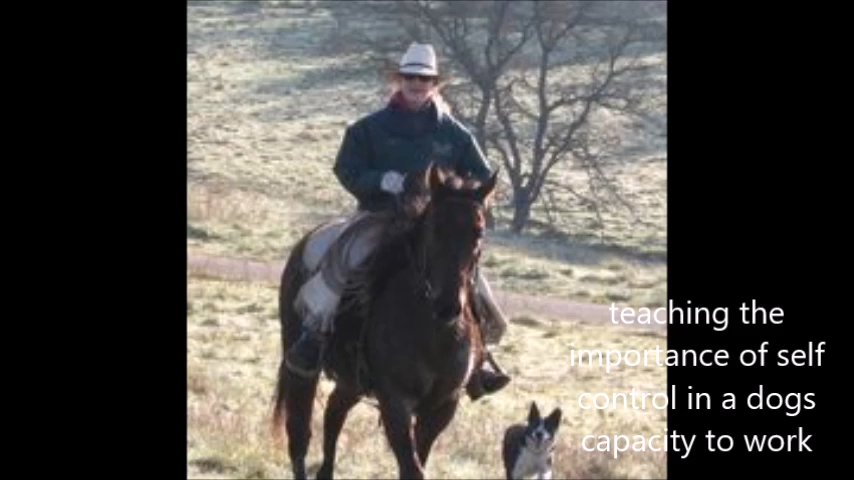 teaching the
importance of self
control in a dogs
capacity to work